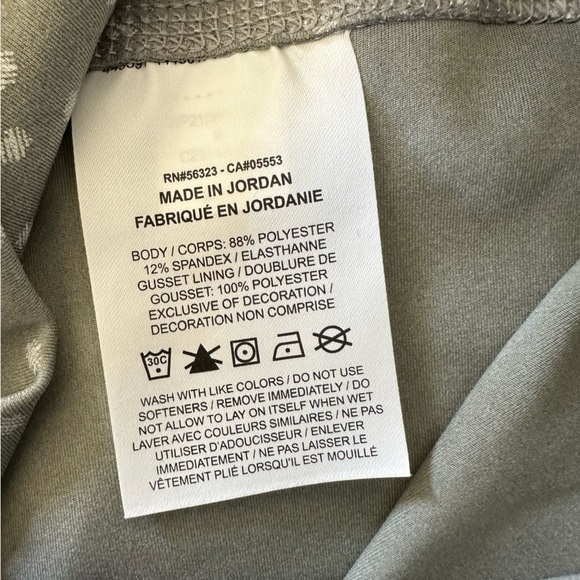 RN#56323 - CA#05553
MADE IN JORDAN
FABRIQUÉ EN JORDANIE
BODY / CORPS: 88% POLYESTER
12% SPANDEX / ELASTHANNE
GUSSET LINING / DOUBLURE DE
GOUSSET: 100% POLYESTER
EXCLUSIVE OF DECORATION /
DECORATION NON COMPRISE
30C
WASH WITH LIKE COLORS / DO NOT USE
SOFTENERS / REMOVE IMMEDIATELY / DO
NOT ALLOW TO LAY ON ITSELF WHEN WET
LAVER AVEC COULEURS SIMILAIRES / NE PAS
UTILISER D'ADOUCISSEUR / ENLEVER
IMMÉDIATEMENT / NE PAS LAISSER LE
VÊTEMENT PLIÉ LORSQU'IL EST MOUILLÉ